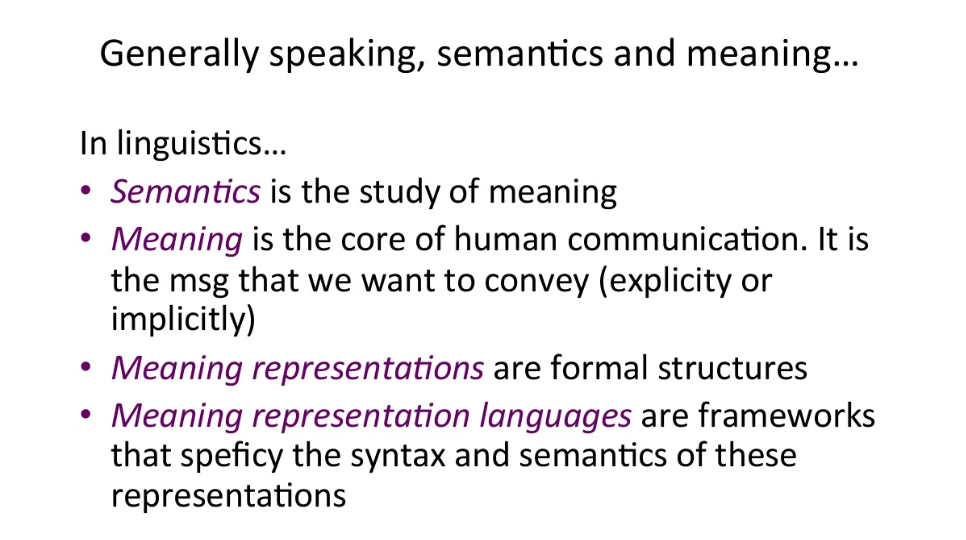 Generally speaking, semantics and meaning…
In linguistics…
• Semantics is the study of meaning
• Meaning is the core of human communication. It is
the msg that we want to convey (explicity or
implicitly)
• Meaning representations are formal structures
• Meaning representation languages are frameworks
that speficy the syntax and semantics of these
representations